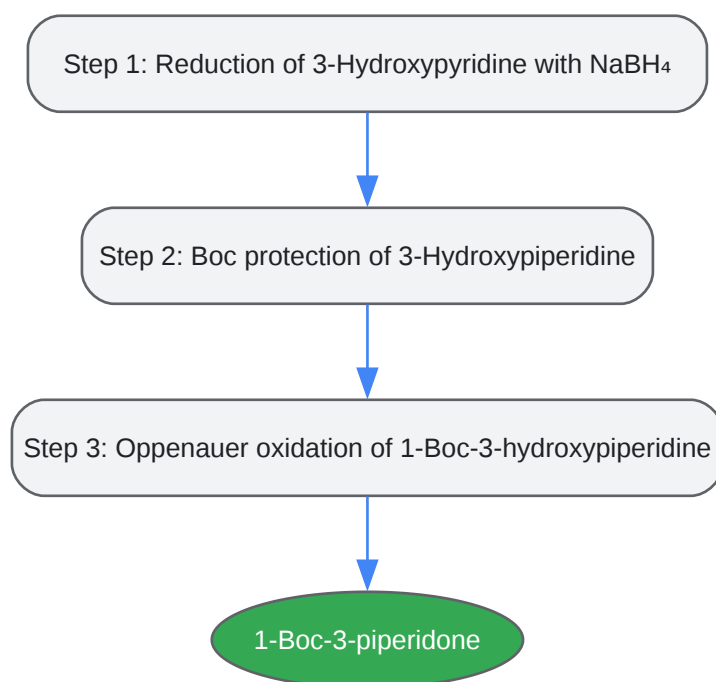 Step 1: Reduction of 3-Hydroxypyridine with NaBH₄
Step 2: Boc protection of 3-Hydroxypiperidine
Step 3: Oppenauer oxidation of 1-Boc-3-hydroxypiperidine
1-Boc-3-piperidone